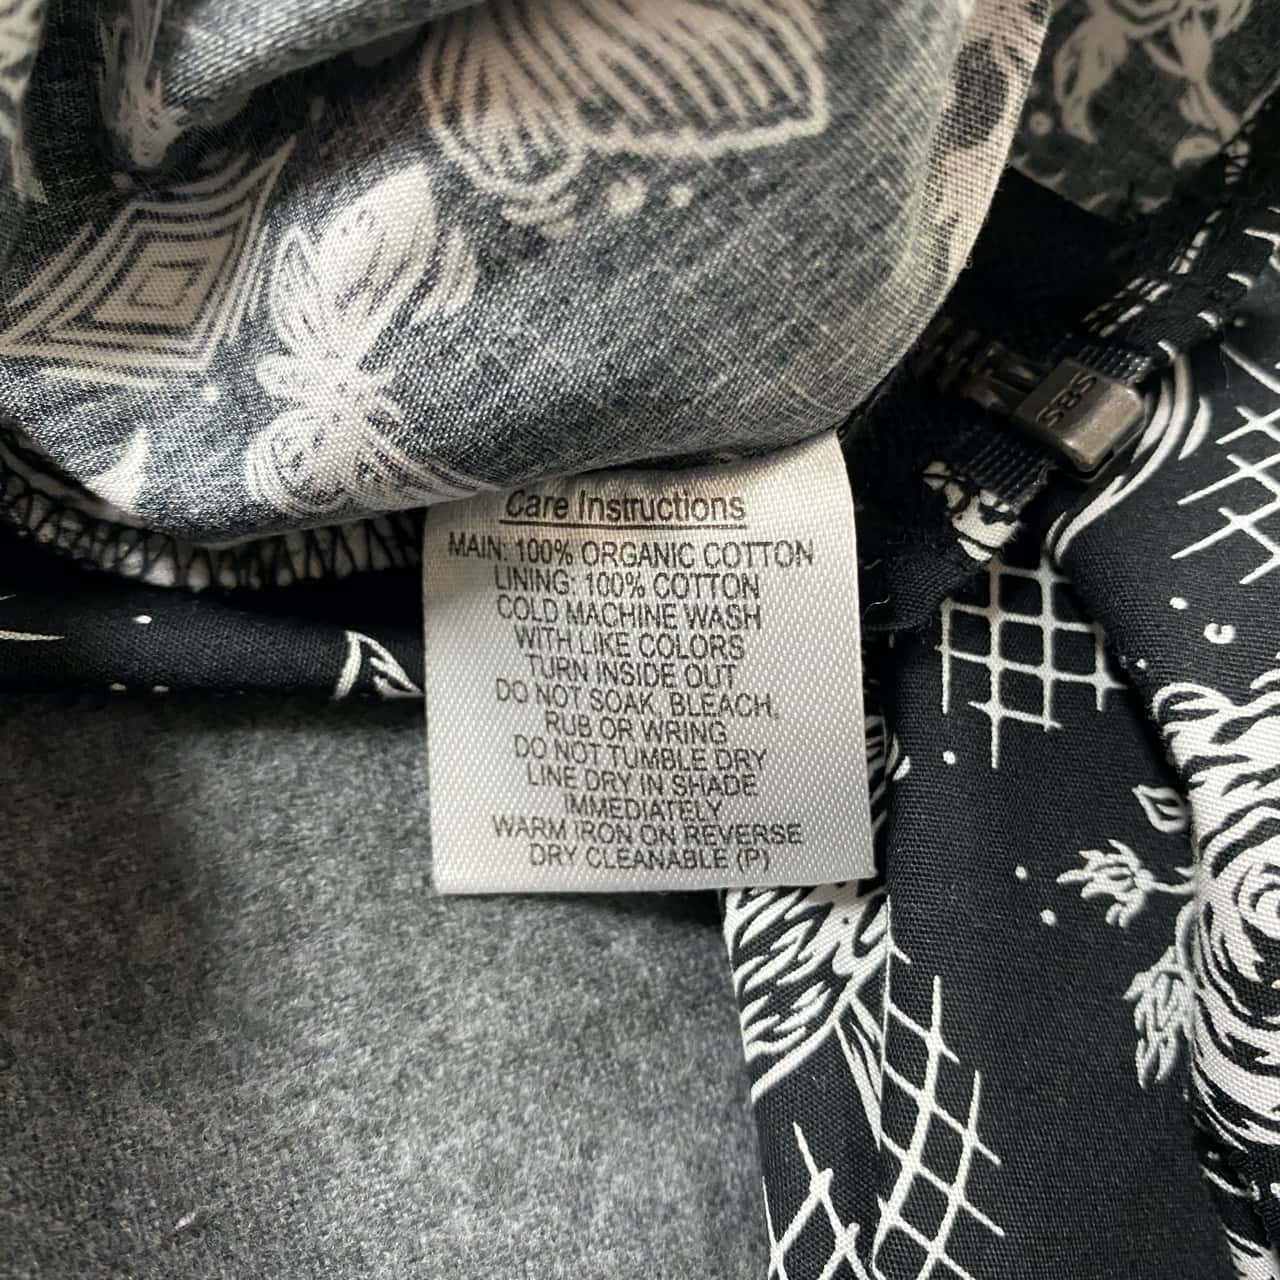 SBS
Care Instructions
MAIN: 100% ORGANIC COTTON
LINING: 100% COTTON
COLD MACHINE WASH
WITH LIKE COLORS
TURN INSIDE OUT
DO NOT SOAK, BLEACH,
RUB OR WRING
DO NOT TUMBLE DRY
LINE DRY IN SHADE
IMMEDIATELY
WARM IRON ON REVERSE
DRY CLEANABLE (P)